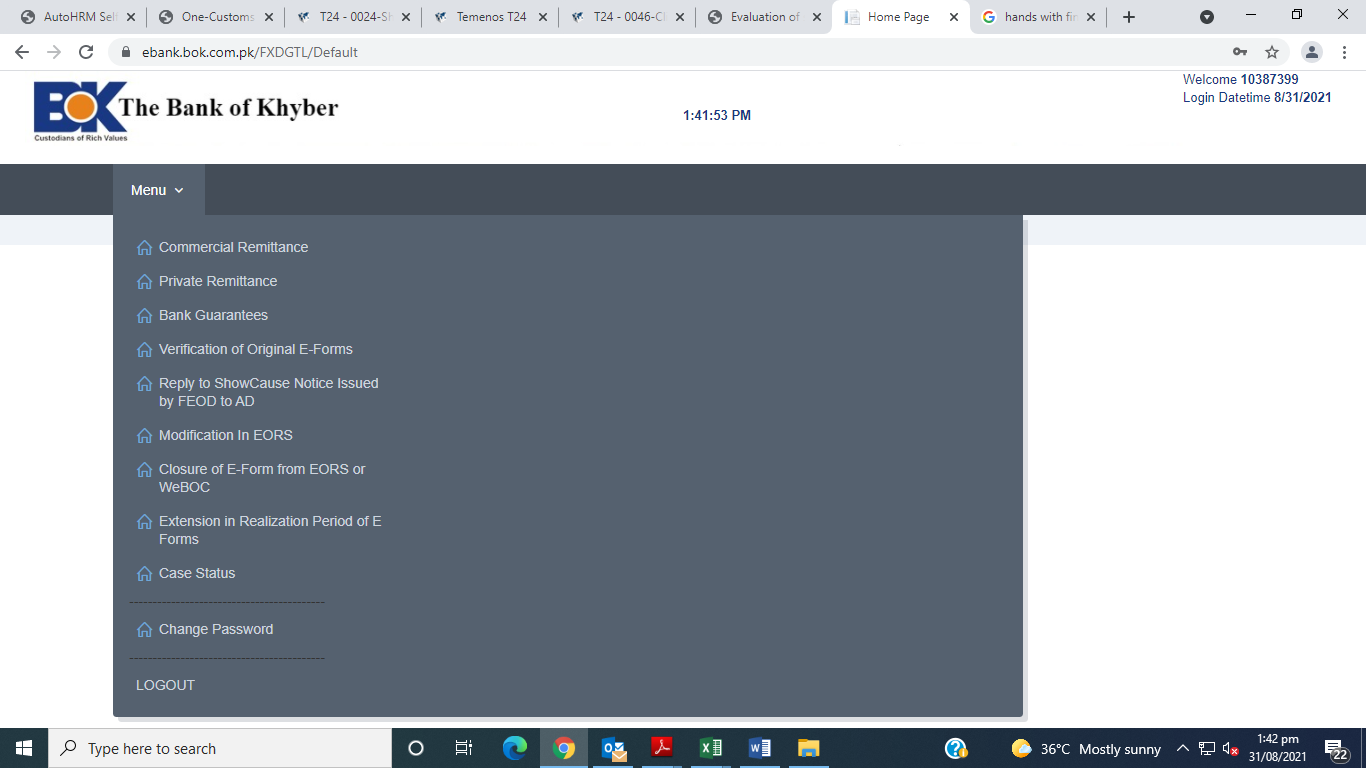 AutoHRM Self
One-Customs
T24 - 0024-Sh
Temenos T24
T24 - 0046-Cl
Evaluation of
Home Page
hands with fin
ebank.bok.com.pk/FXDGTL/Default
BOK
The Bank of Khyber
Custodians of Rich Values
1:41:53 PM
Welcome 10387399
Login Datetime 8/31/2021
Menu
Commercial Remittance
Private Remittance
Bank Guarantees
Verification of Original E-Forms
Reply to ShowCause Notice Issued
by FEOD to AD
Modification In EORS
Closure of E-Form from EORS or
WeBOC
Extension in Realization Period of E
Forms
Case Status
----------------------------------------
Change Password
----------------------------------------
LOGOUT
Type here to search
36°C Mostly sunny
1:42 pm
31/08/2021
22